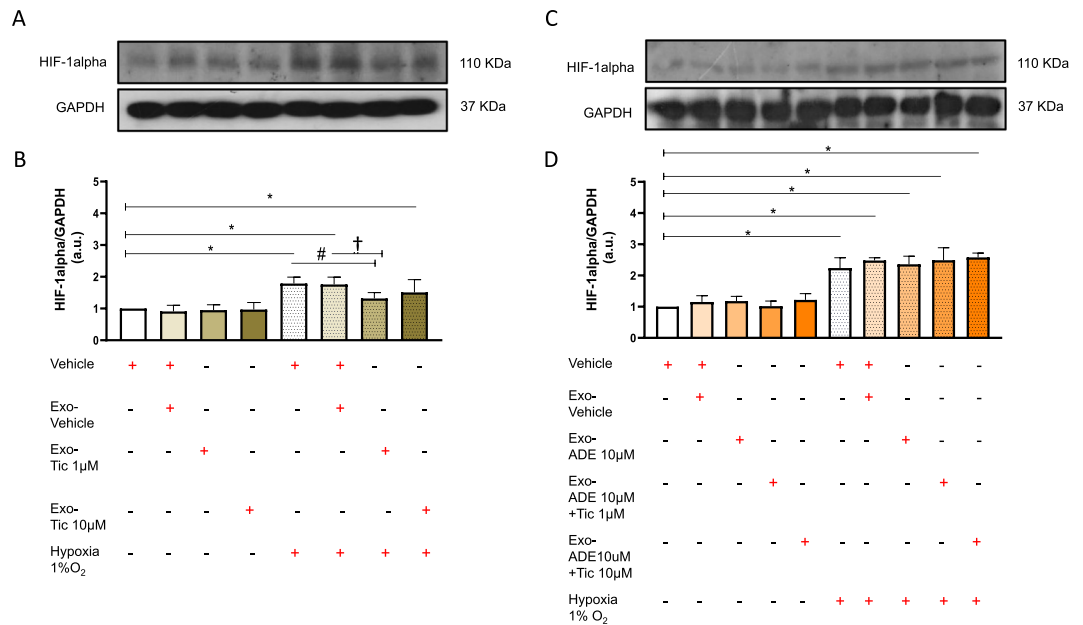 A
HIF-1alpha
110 KDa
GAPDH
37 KDa
B
HIF-1alpha/GAPDH
(a.u.)
5
4
3
2
1
0
*
*
*
#
†
Vehicle
+ + - - + + - -
Exo-
Vehicle
- + - - - + - -
Exo-
Tic 1µM
- - + - - - + -
Exo-
Tic 10µM
- - - + - - - +
Hypoxia
1%O₂
- - - - + + + +
C
HIF-1alpha
110 KDa
GAPDH
37 KDa
D
HIF-1alpha/GAPDH
(a.u.)
5
4
3
2
1
0
*
*
*
*
*
Vehicle
+ + - - - + + - - -
Exo-
Vehicle
- + - - - - + - - -
Exo-
ADE 10µM
- - + - - - - + - -
Exo-
ADE 10µM
+Tic 1µM
- - - + - - - - + -
Exo-
ADE10uM
+Tic 10µM
- - - - + - - - - +
Hypoxia
1% O₂
- - - - - + + + + +